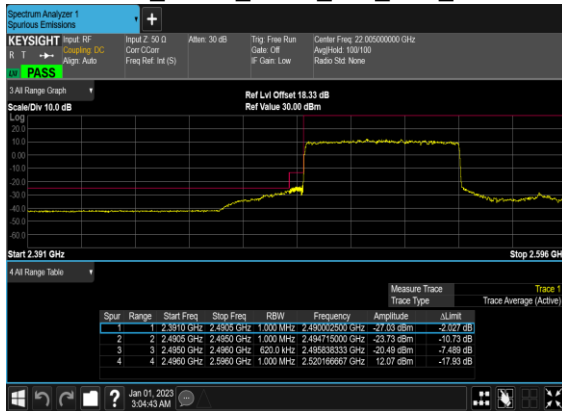 Spectrum Analyzer 1
Spurious Emissions
+
KEYSIGHT
R T
LW
PASS
Input: RF
Coupling: DC
Align: Auto
Input Z: 50 Ω
Corr CCorr
Freq Ref: Int (S)
Atten: 30 dB
Trig: Free Run
Gate: Off
IF Gain: Low
Center Freq: 22.005000000 GHz
Avg|Hold: 100/100
Radio Std: None
3 All Range Graph
Scale/Div 10.0 dB
Ref Lvl Offset 18.33 dB
Ref Value 30.00 dBm
Log
20.0
10.0
0.00
-10.0
-20.0
-30.0
-40.0
-50.0
-60.0
Start 2.391 GHz
Stop 2.596 GH
4 All Range Table
Measure Trace Trace 1
Trace Type Trace Average (Active)
Spur Range Start Freq Stop Freq RBW Frequency Amplitude ΔLimit
1 1 2.3910 GHz 2.4905 GHz 1.000 MHz 2.490002500 GHz -27.03 dBm -2.027 dB
2 2 2.4905 GHz 2.4950 GHz 1.000 MHz 2.494715000 GHz -23.73 dBm -10.73 dB
3 3 2.4950 GHz 2.4960 GHz 620.0 kHz 2.495838333 GHz -20.49 dBm -7.489 dB
4 4 2.4960 GHz 2.5960 GHz 1.000 MHz 2.520166667 GHz 12.07 dBm -17.93 dB
?
Jan 01, 2023
3:04:43 AM